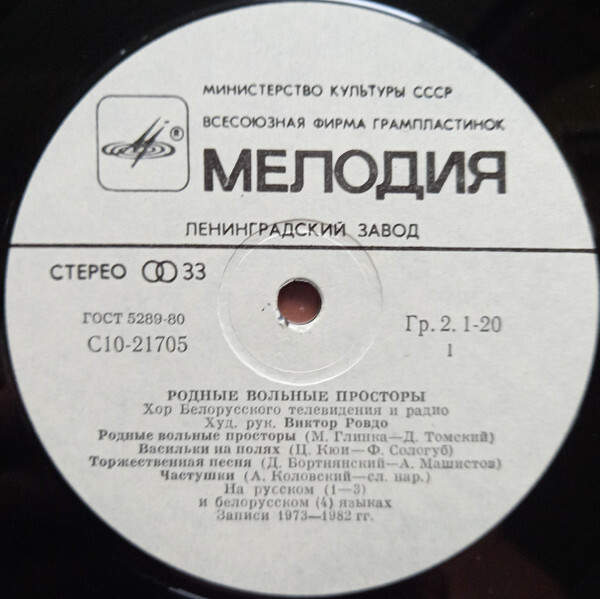 МИНИСТЕРСТВО КУЛЬТУРЫ СССР
ВСЕСОЮЗНАЯ ФИРМА ГРАМПЛАСТИНОК
®
МЕЛОДИЯ
ЛЕНИНГРАДСКИЙ ЗАВОД
СТЕРЕО 33
ГОСТ 5289-80
Гр. 2. 1-20
С10-21705
1
РОДНЫЕ ВОЛЬНЫЕ ПРОСТОРЫ
Хор Белорусского телевидения и радио
Худ. рук. Виктор Ровдо
Родные вольные просторы (М. Глинка—Д. Томский)
Васильки на полях (Ц. Кюи—Ф. Сологуб)
Торжественная песня (Д. Бортнянский—А. Машистов)
Частушки (А. Коловский—сл. нар.)
На русском (1—3)
и белорусском (4) языках
Записи 1973—1982 гг.